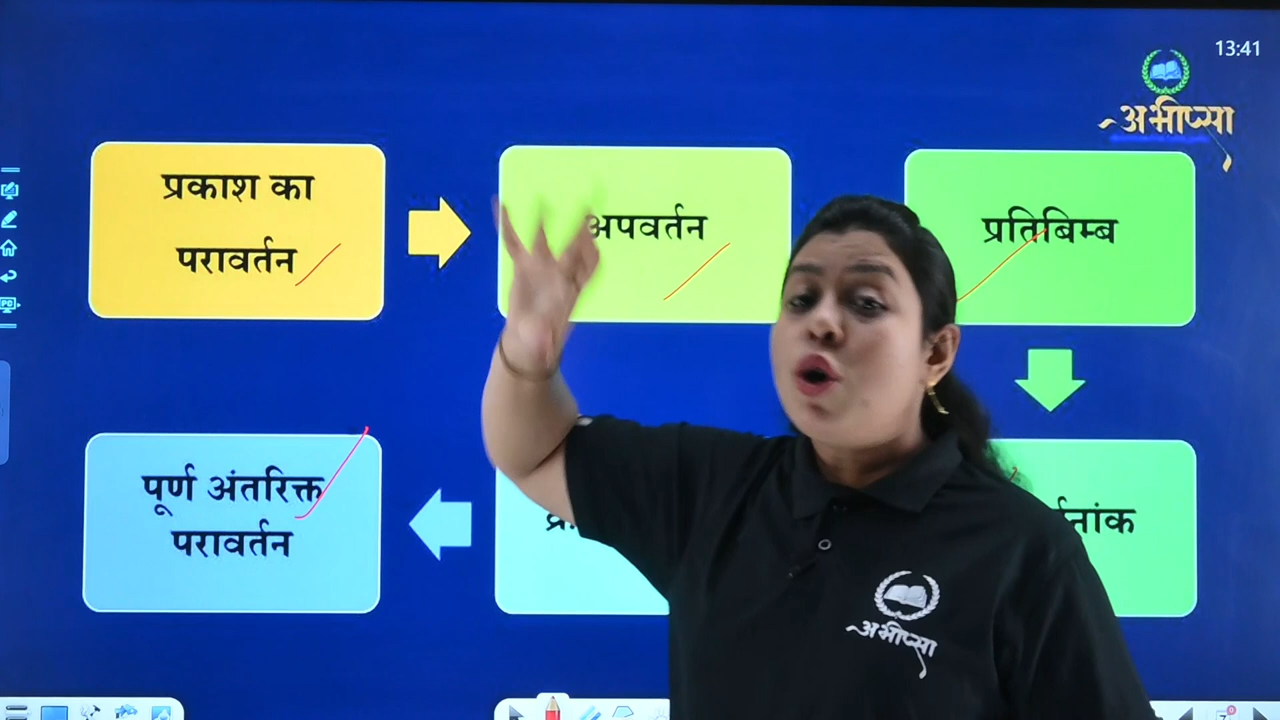 13:41
अभीप्सा
प्रकाश का
परावर्तन
अपवर्तन
प्रतिबिम्ब
पूर्ण अंतरिक्त
परावर्तन
अभीप्सा